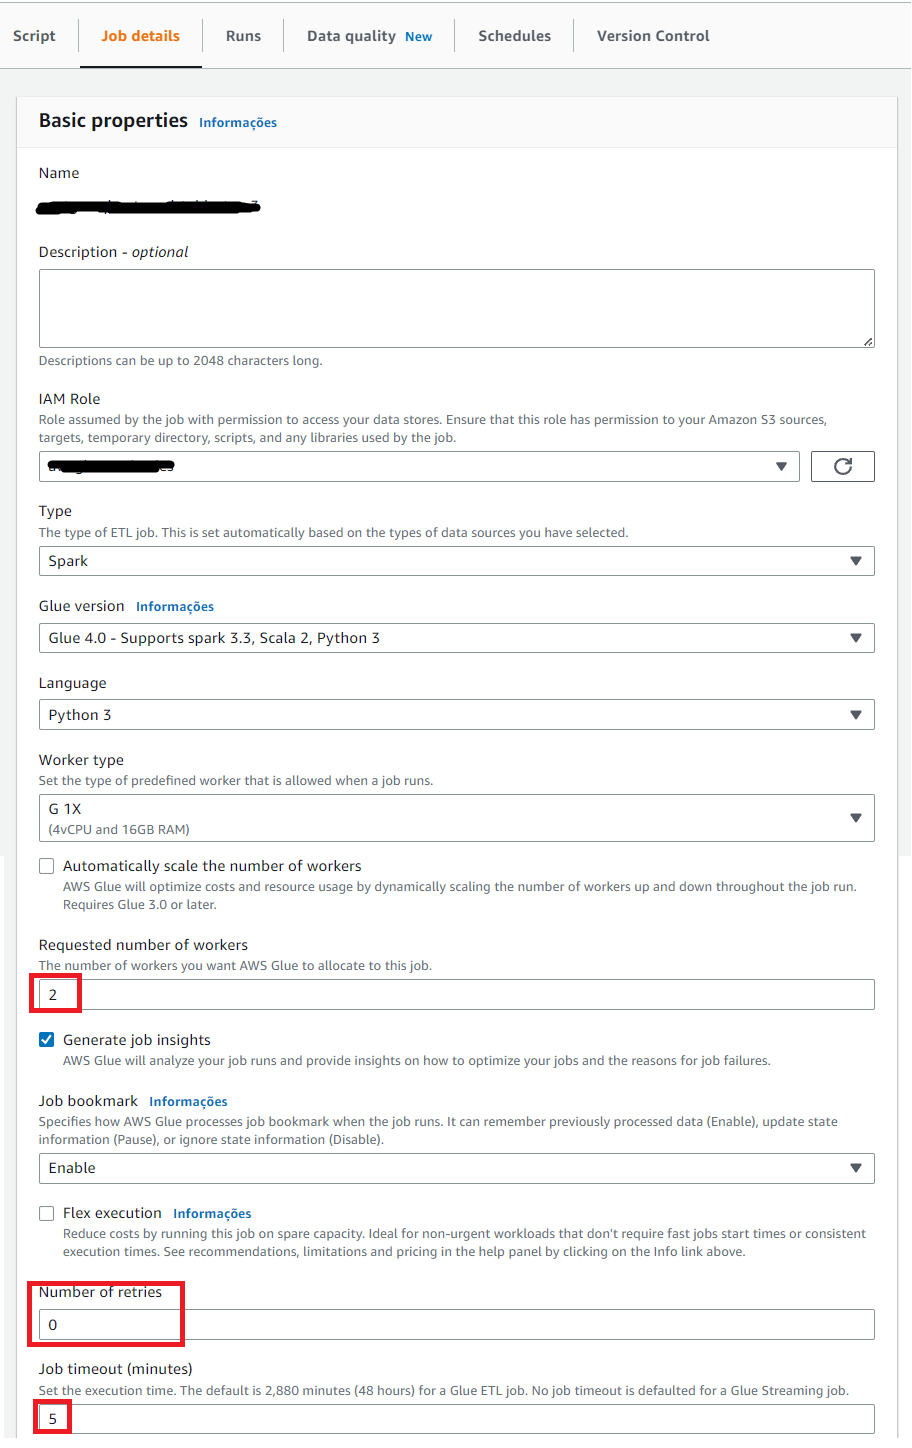 Script Job details Runs Data quality New Schedules Version Control
Basic properties Informações
Name
Description - optional
Descriptions can be up to 2048 characters long.
IAM Role
Role assumed by the job with permission to access your data stores. Ensure that this role has permission to your Amazon S3 sources,
targets, temporary directory, scripts, and any libraries used by the job.
Type
The type of ETL job. This is set automatically based on the types of data sources you have selected.
Spark
Glue version Informações
Glue 4.0 - Supports spark 3.3, Scala 2, Python 3
Language
Python 3
Worker type
Set the type of predefined worker that is allowed when a job runs.
G 1X
(4vCPU and 16GB RAM)
Automatically scale the number of workers
AWS Glue will optimize costs and resource usage by dynamically scaling the number of workers up and down throughout the job run.
Requires Glue 3.0 or later.
Requested number of workers
The number of workers you want AWS Glue to allocate to this job.
2
Generate job insights
AWS Glue will analyze your job runs and provide insights on how to optimize your jobs and the reasons for job failures.
Job bookmark Informações
Specifies how AWS Glue processes job bookmark when the job runs. It can remember previously processed data (Enable), update state
information (Pause), or ignore state information (Disable).
Enable
Flex execution Informações
Reduce costs by running this job on spare capacity. Ideal for non-urgent workloads that don't require fast jobs start times or consistent
execution times. See recommendations, limitations and pricing in the help panel by clicking on the Info link above.
Number of retries
0
Job timeout (minutes)
Set the execution time. The default is 2,880 minutes (48 hours) for a Glue ETL job. No job timeout is defaulted for a Glue Streaming job.
5